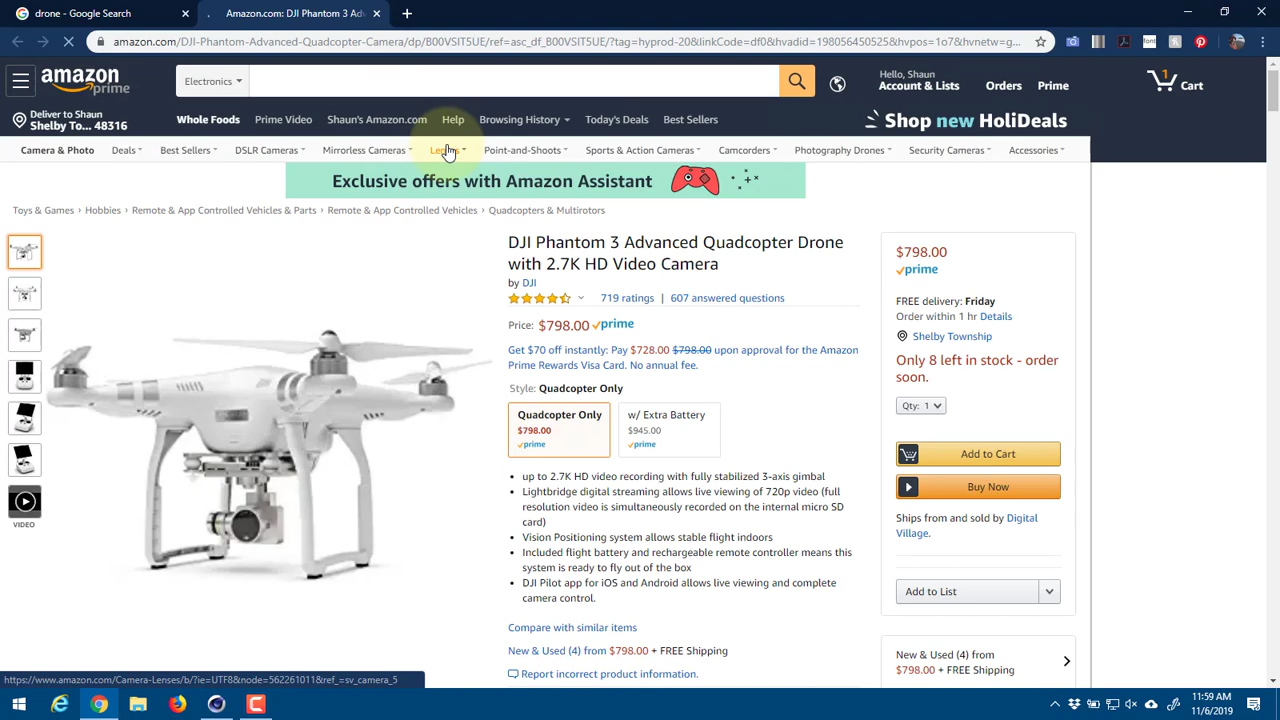 drone - Google Search
amazon.com: DJI Phantom 3 Adv
amazon.com/DJI-Phantom-Advanced-Quadcopter-Camera/dp/B00VSIT5UE/ref=asc_df_B00VSIT5UE/?tag=hyprod-20&linkCode=df0&hvadid=198056450525&hvpos=1o7&hvnetw=g...
amazon prime
Electronics
Hello, Shaun
Account & Lists
Orders
Prime
1
Cart
Deliver to Shaun
Shelby To... 48316
Whole Foods Prime Video Shaun's Amazon.com Help Browsing History Today's Deals Best Sellers
Shop new HoliDeals
Camera & Photo Deals Best Sellers DSLR Cameras Mirrorless Cameras Point-and-Shoots Sports & Action Cameras Camcorders Photography Drones Security Cameras Accessories
Exclusive offers with Amazon Assistant
Toys & Games › Hobbies › Remote & App Controlled Vehicles & Parts › Remote & App Controlled Vehicles › Quadcopters & Multirotors
VIDEO
DJI Phantom 3 Advanced Quadcopter Drone
with 2.7K HD Video Camera
by DJI
719 ratings | 607 answered questions
Price: $798.00 prime
Get $70 off instantly: Pay $728.00 $798.00 upon approval for the Amazon
Prime Rewards Visa Card. No annual fee.
Style: Quadcopter Only
Quadcopter Only
$798.00
prime
w/ Extra Battery
$945.00
prime
• up to 2.7K HD video recording with fully stabilized 3-axis gimbal
• Lightbridge digital streaming allows live viewing of 720p video (full
resolution video is simultaneously recorded on the internal micro SD
card)
• Vision Positioning system allows stable flight indoors
• Included flight battery and rechargeable remote controller means this
system is ready to fly out of the box
• DJI Pilot app for iOS and Android allows live viewing and complete
camera control.
Compare with similar items
New & Used (4) from $798.00 + FREE Shipping
Report incorrect product information.
$798.00
prime
FREE delivery: Friday
Order within 1 hr Details
Shelby Township
Only 8 left in stock - order
soon.
Qty: 1
Add to Cart
Buy Now
Ships from and sold by Digital
Village.
Add to List
New & Used (4) from
$798.00 + FREE Shipping
https://www.amazon.com/Camera-Lenses/b/?ie=UTF8&node=562261011&ref_=sv_camera_5
11:59 AM
11/6/2019